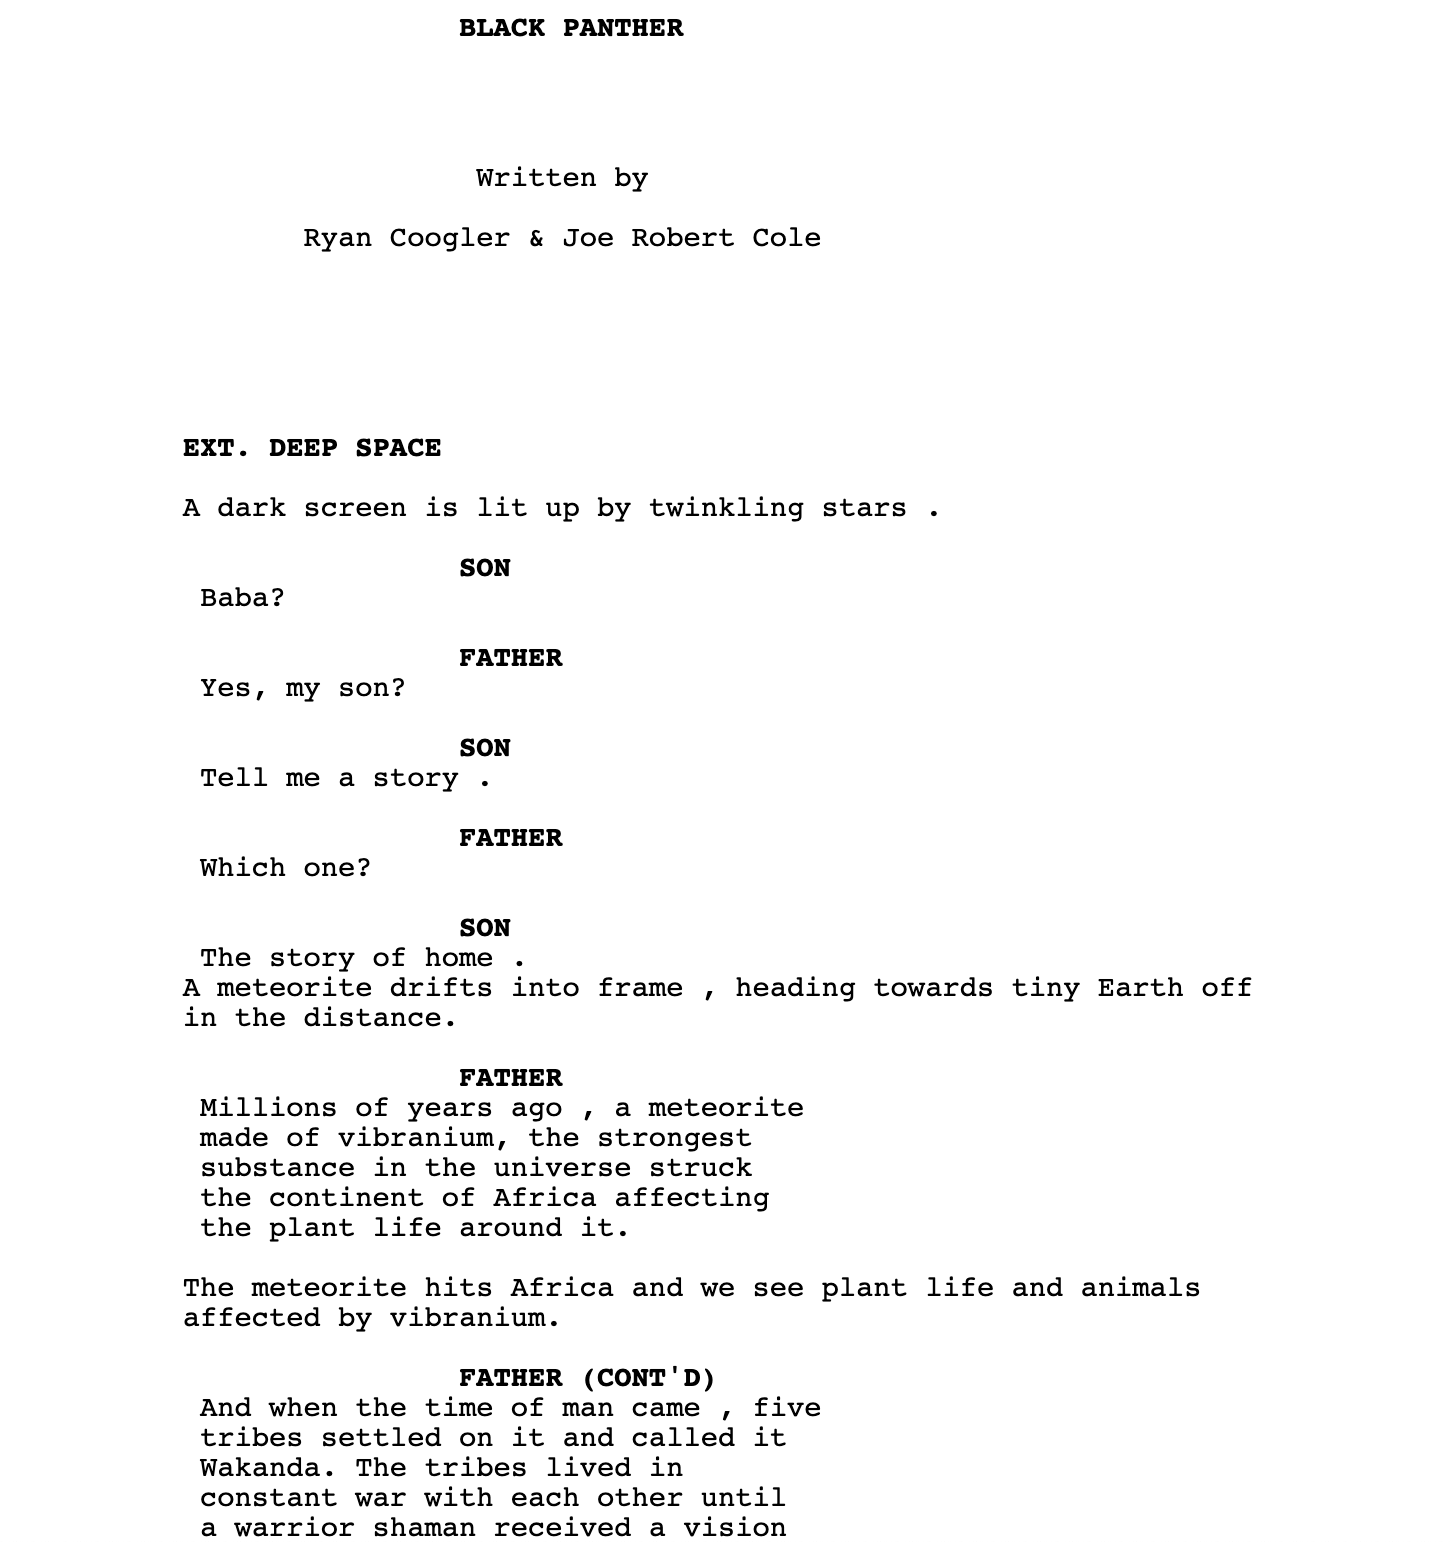 BLACK PANTHER
Written by
Ryan Coogler & Joe Robert Cole
EXT. DEEP SPACE
A dark screen is lit up by twinkling stars .
SON
Baba?
FATHER
Yes, my son?
SON
Tell me a story .
FATHER
Which one?
SON
The story of home .
A meteorite drifts into frame , heading towards tiny Earth off
in the distance.
FATHER
Millions of years ago , a meteorite
made of vibranium, the strongest
substance in the universe struck
the continent of Africa affecting
the plant life around it.
The meteorite hits Africa and we see plant life and animals
affected by vibranium.
FATHER (CONT'D)
And when the time of man came , five
tribes settled on it and called it
Wakanda. The tribes lived in
constant war with each other until
a warrior shaman received a vision